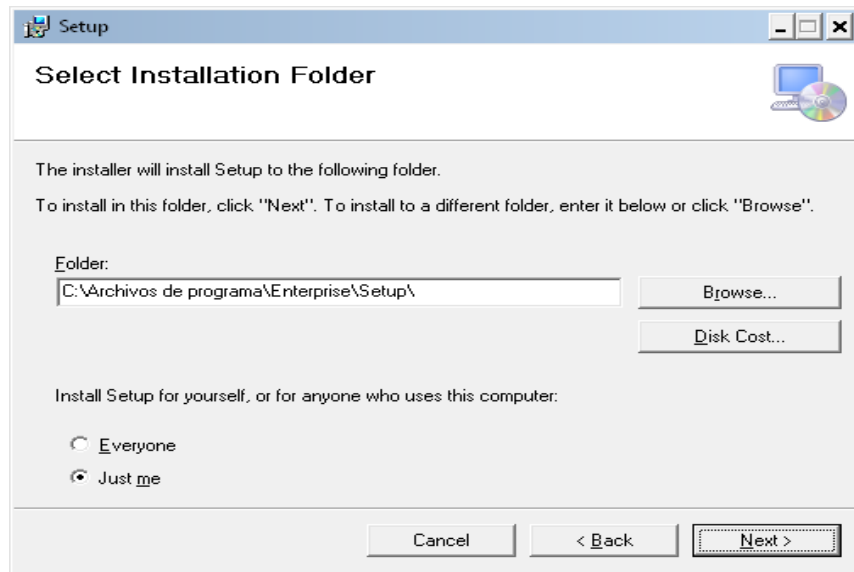 Setup
Select Installation Folder
The installer will install Setup to the following folder.
To install in this folder, click "Next". To install to a different folder, enter it below or click "Browse".
Folder:
C:\Archivos de programa\Enterprise\Setup\
Browse...
Disk Cost...
Install Setup for yourself, or for anyone who uses this computer:
Everyone
Just me
Cancel
< Back
Next >